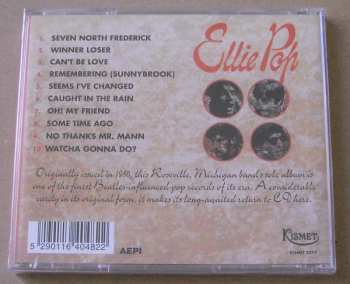 Ellie Pop
1. SEVEN NORTH FREDERICK
2. WINNER LOSER
3. CAN'T BE LOVE
4. REMEMBERING (SUNNYBROOK)
5. SEEMS I'VE CHANGED
6. CAUGHT IN THE RAIN
7. OH! MY FRIEND
8. SOME TIME AGO
9. NO THANKS MR. MANN
10. WATCHA GONNA DO?
Originally issued in 1968, this Roseville, Michigan band's sole album is
one of the finest Beatles-influenced pop records of its era. A considerable
rarity in its original form, it makes its long-awaited return to CD here.
5 290116 404822
AEPI
KISMET